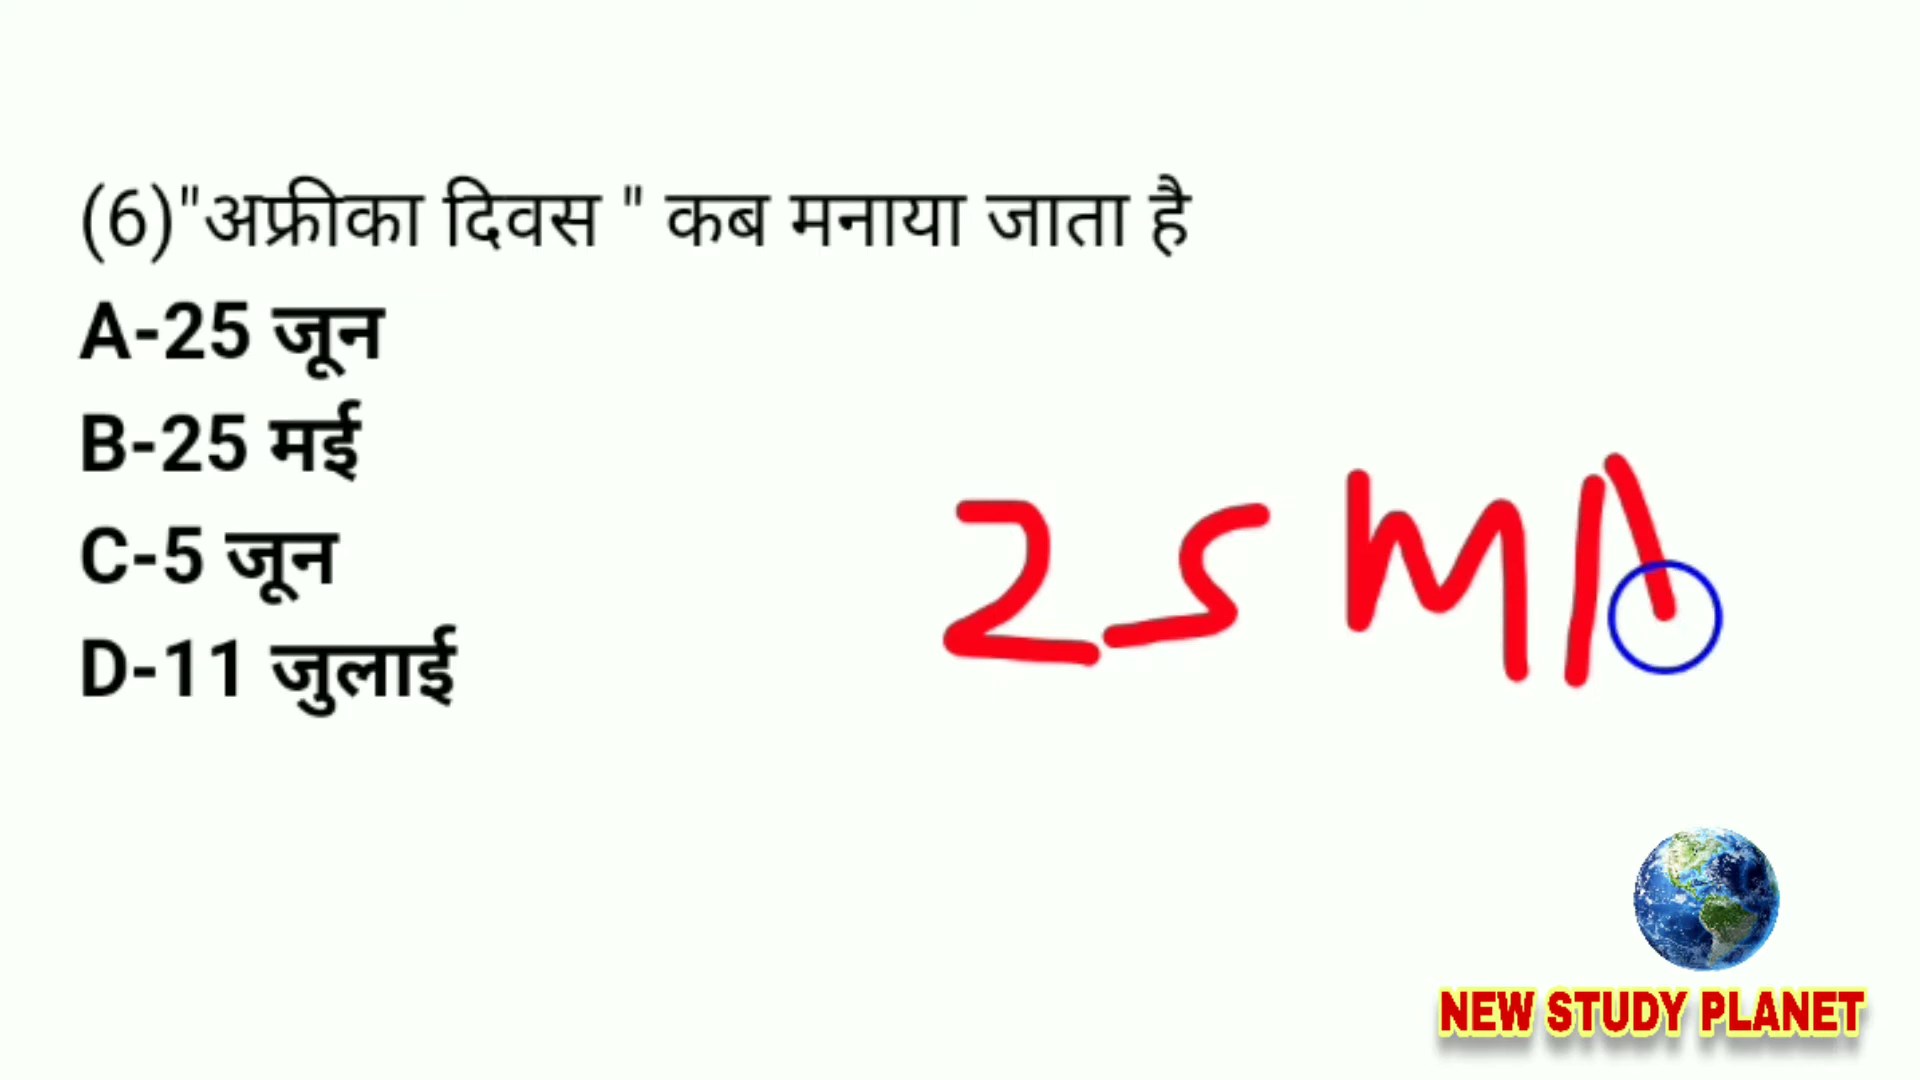 (6)"अफ्रीका दिवस " कब मनाया जाता है
A-25 जून
B-25 मई
C-5 जून
D-11 जुलाई
25 MA
NEW STUDY PLANET